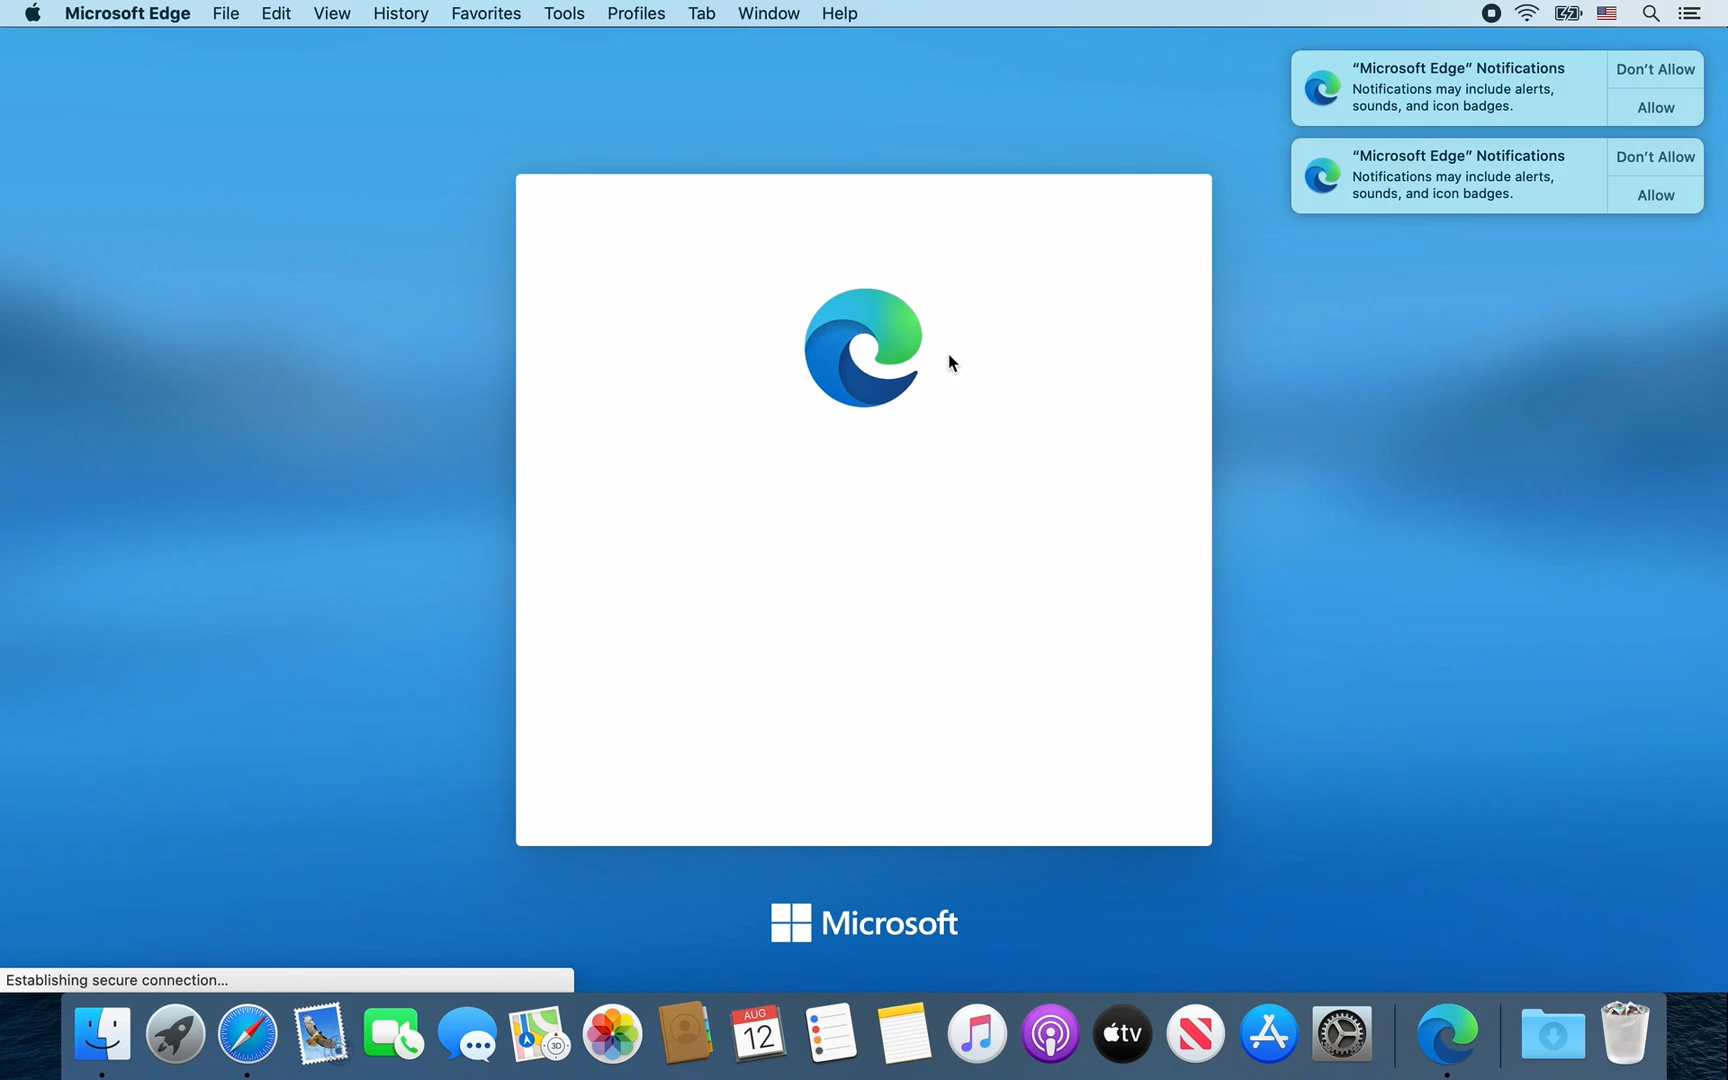 Microsoft Edge File Edit View History Favorites Tools Profiles Tab Window Help
“Microsoft Edge” Notifications
Notifications may include alerts,
sounds, and icon badges.
Don’t Allow
Allow
“Microsoft Edge” Notifications
Notifications may include alerts,
sounds, and icon badges.
Don’t Allow
Allow
Microsoft
Establishing secure connection...
3D
AUG
12
tv